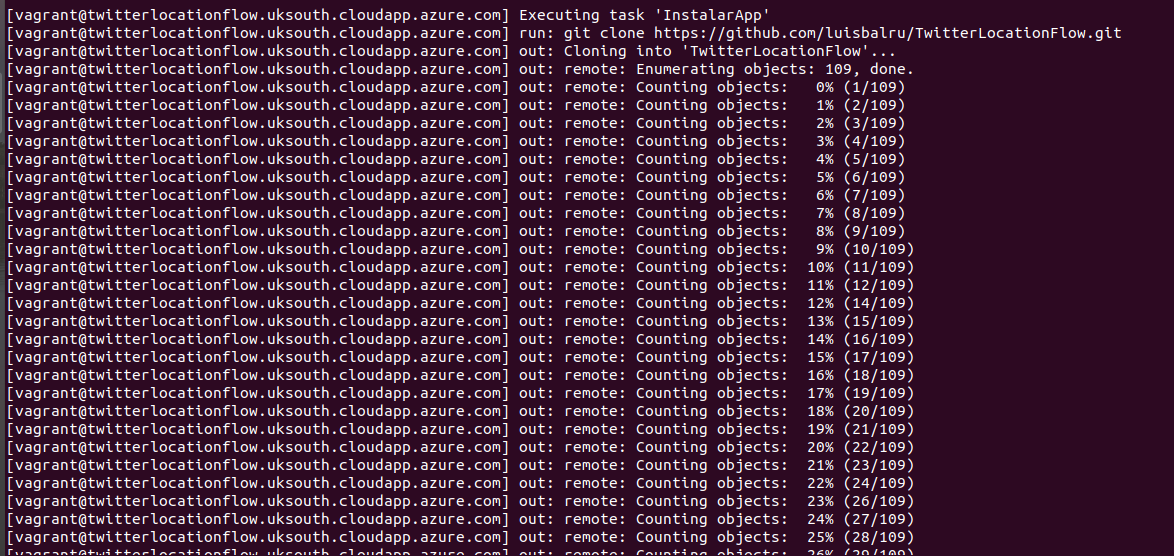 [vagrant@twitterlocationflow.uksouth.cloudapp.azure.com] Executing task 'InstalarApp'
[vagrant@twitterlocationflow.uksouth.cloudapp.azure.com] run: git clone https://github.com/luisbalru/TwitterLocationFlow.git
[vagrant@twitterlocationflow.uksouth.cloudapp.azure.com] out: Cloning into 'TwitterLocationFlow'...
[vagrant@twitterlocationflow.uksouth.cloudapp.azure.com] out: remote: Enumerating objects: 109, done.
[vagrant@twitterlocationflow.uksouth.cloudapp.azure.com] out: remote: Counting objects:   0% (1/109)
[vagrant@twitterlocationflow.uksouth.cloudapp.azure.com] out: remote: Counting objects:   1% (2/109)
[vagrant@twitterlocationflow.uksouth.cloudapp.azure.com] out: remote: Counting objects:   2% (3/109)
[vagrant@twitterlocationflow.uksouth.cloudapp.azure.com] out: remote: Counting objects:   3% (4/109)
[vagrant@twitterlocationflow.uksouth.cloudapp.azure.com] out: remote: Counting objects:   4% (5/109)
[vagrant@twitterlocationflow.uksouth.cloudapp.azure.com] out: remote: Counting objects:   5% (6/109)
[vagrant@twitterlocationflow.uksouth.cloudapp.azure.com] out: remote: Counting objects:   6% (7/109)
[vagrant@twitterlocationflow.uksouth.cloudapp.azure.com] out: remote: Counting objects:   7% (8/109)
[vagrant@twitterlocationflow.uksouth.cloudapp.azure.com] out: remote: Counting objects:   8% (9/109)
[vagrant@twitterlocationflow.uksouth.cloudapp.azure.com] out: remote: Counting objects:   9% (10/109)
[vagrant@twitterlocationflow.uksouth.cloudapp.azure.com] out: remote: Counting objects:  10% (11/109)
[vagrant@twitterlocationflow.uksouth.cloudapp.azure.com] out: remote: Counting objects:  11% (12/109)
[vagrant@twitterlocationflow.uksouth.cloudapp.azure.com] out: remote: Counting objects:  12% (14/109)
[vagrant@twitterlocationflow.uksouth.cloudapp.azure.com] out: remote: Counting objects:  13% (15/109)
[vagrant@twitterlocationflow.uksouth.cloudapp.azure.com] out: remote: Counting objects:  14% (16/109)
[vagrant@twitterlocationflow.uksouth.cloudapp.azure.com] out: remote: Counting objects:  15% (17/109)
[vagrant@twitterlocationflow.uksouth.cloudapp.azure.com] out: remote: Counting objects:  16% (18/109)
[vagrant@twitterlocationflow.uksouth.cloudapp.azure.com] out: remote: Counting objects:  17% (19/109)
[vagrant@twitterlocationflow.uksouth.cloudapp.azure.com] out: remote: Counting objects:  18% (20/109)
[vagrant@twitterlocationflow.uksouth.cloudapp.azure.com] out: remote: Counting objects:  19% (21/109)
[vagrant@twitterlocationflow.uksouth.cloudapp.azure.com] out: remote: Counting objects:  20% (22/109)
[vagrant@twitterlocationflow.uksouth.cloudapp.azure.com] out: remote: Counting objects:  21% (23/109)
[vagrant@twitterlocationflow.uksouth.cloudapp.azure.com] out: remote: Counting objects:  22% (24/109)
[vagrant@twitterlocationflow.uksouth.cloudapp.azure.com] out: remote: Counting objects:  23% (26/109)
[vagrant@twitterlocationflow.uksouth.cloudapp.azure.com] out: remote: Counting objects:  24% (27/109)
[vagrant@twitterlocationflow.uksouth.cloudapp.azure.com] out: remote: Counting objects:  25% (28/109)
[vagrant@twitterlocationflow.uksouth.cloudapp.azure.com] out: remote: Counting objects:  26% (29/109)